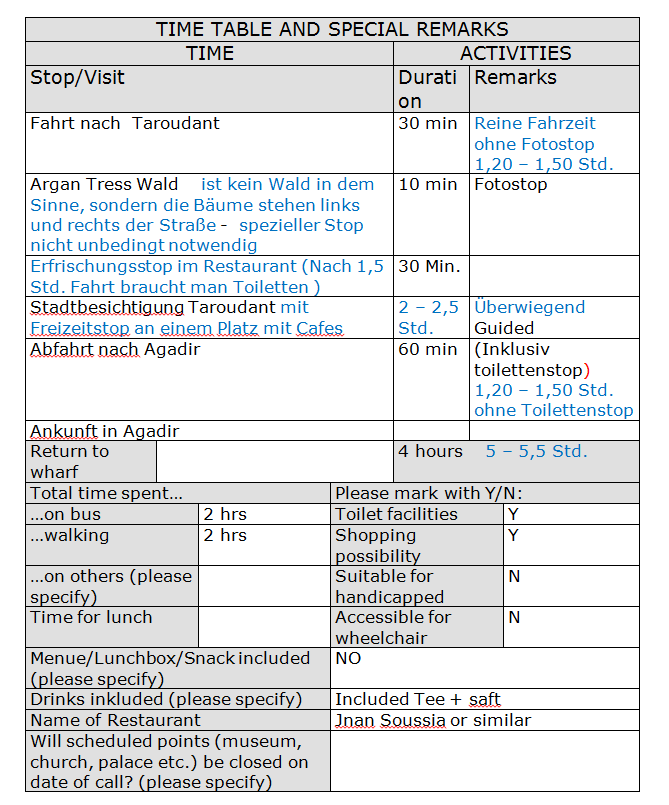 TIME TABLE AND SPECIAL REMARKS
TIME
ACTIVITIES
Stop/Visit
Durati
on
Remarks
Fahrt nach  Taroudant
30 min
Reine Fahrzeit
ohne Fotostop
1,20 – 1,50 Std.
Argan Tress Wald    ist kein Wald in dem
Sinne, sondern die Bäume stehen links
und rechts der Straße -  spezieller Stop
nicht unbedingt notwendig
10 min
Fotostop
Erfrischungsstop im Restaurant (Nach 1,5
Std. Fahrt braucht man Toiletten )
30 Min.
Stadtbesichtigung Taroudant mit
Freizeitstop an einem Platz mit Cafes
2 – 2,5
Std.
Überwiegend
Guided
Abfahrt nach Agadir
60 min
(Inklusiv
toilettenstop)
1,20 – 1,50 Std.
ohne Toilettenstop
Ankunft in Agadir
Return to
wharf
4 hours    5 – 5,5 Std.
Total time spent…
Please mark with Y/N:
…on bus
2 hrs
Toilet facilities
Y
…walking
2 hrs
Shopping
possibility
Y
…on others (please
specify)
Suitable for
handicapped
N
Time for lunch
Accessible for
wheelchair
N
Menue/Lunchbox/Snack included
(please specify)
NO
Drinks inkluded (please specify)
Included Tee + saft
Name of Restaurant
Jnan Soussia or similar
Will scheduled points (museum,
church, palace etc.) be closed on
date of call? (please specify)